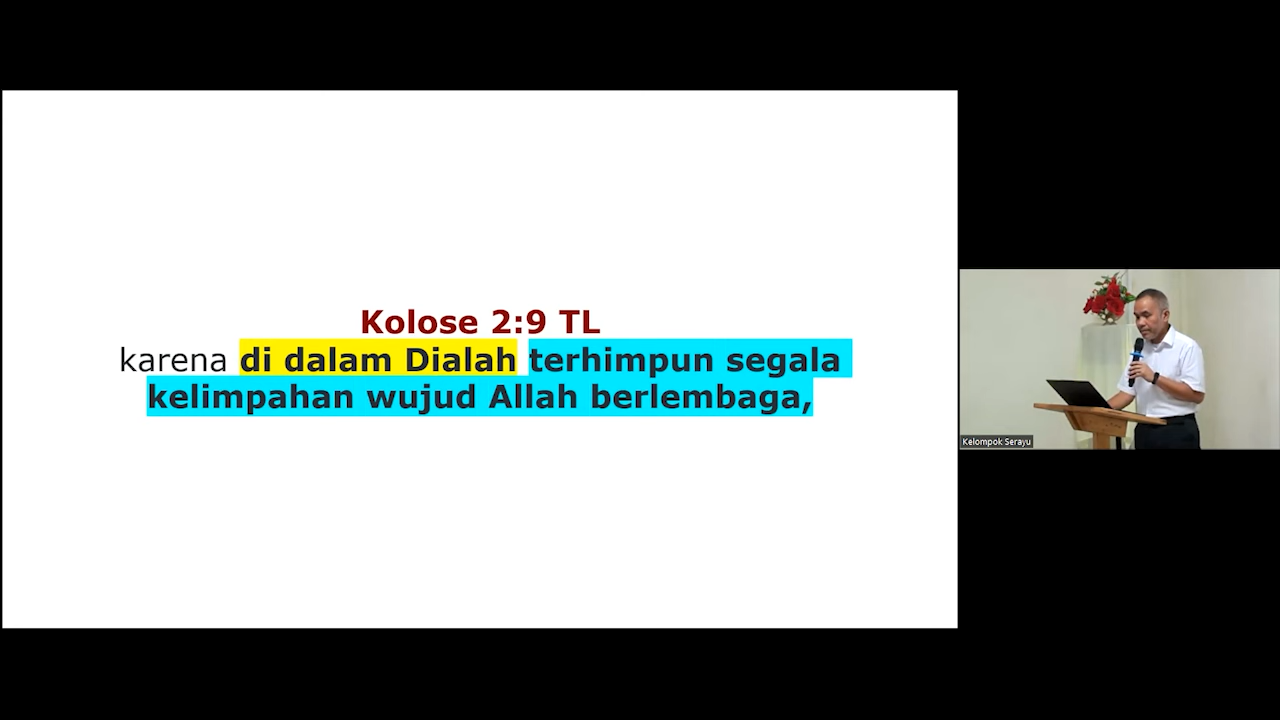 Kolose 2:9 TL
karena di dalam Dialah terhimpun segala
kelimpahan wujud Allah berlembaga,
Kelompok Serayu